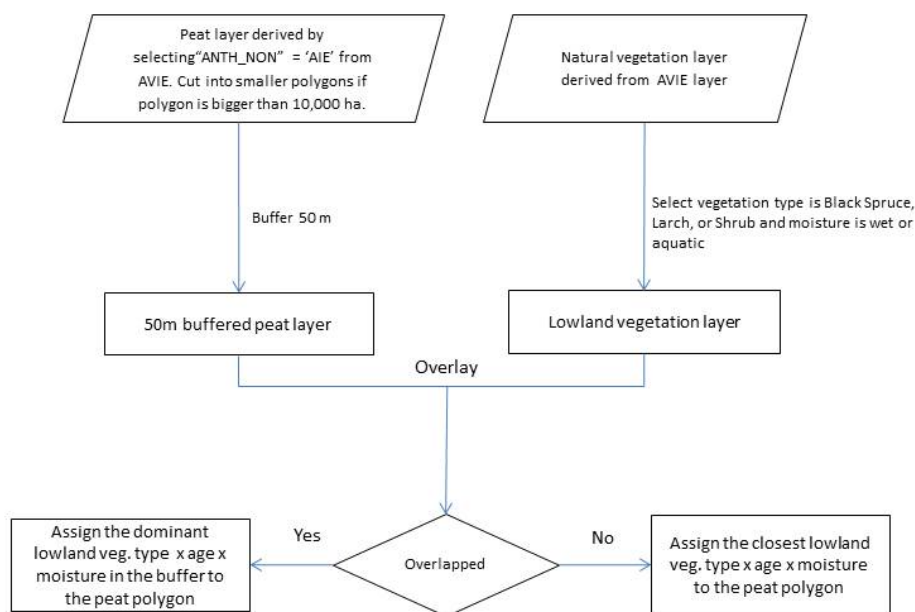 Peat layer derived by
selecting“ANTH_NON” = ‘AIE’ from
AVIE. Cut into smaller polygons if
polygon is bigger than 10,000 ha.
Natural vegetation layer
derived from AVIE layer
Buffer 50 m
Select vegetation type is Black Spruce,
Larch, or Shrub and moisture is wet or
aquatic
50m buffered peat layer
Lowland vegetation layer
Overlay
Assign the dominant
lowland veg. type x age x
moisture in the buffer to
the peat polygon
Yes
Overlapped
No
Assign the closest lowland
veg. type x age x moisture
to the peat polygon